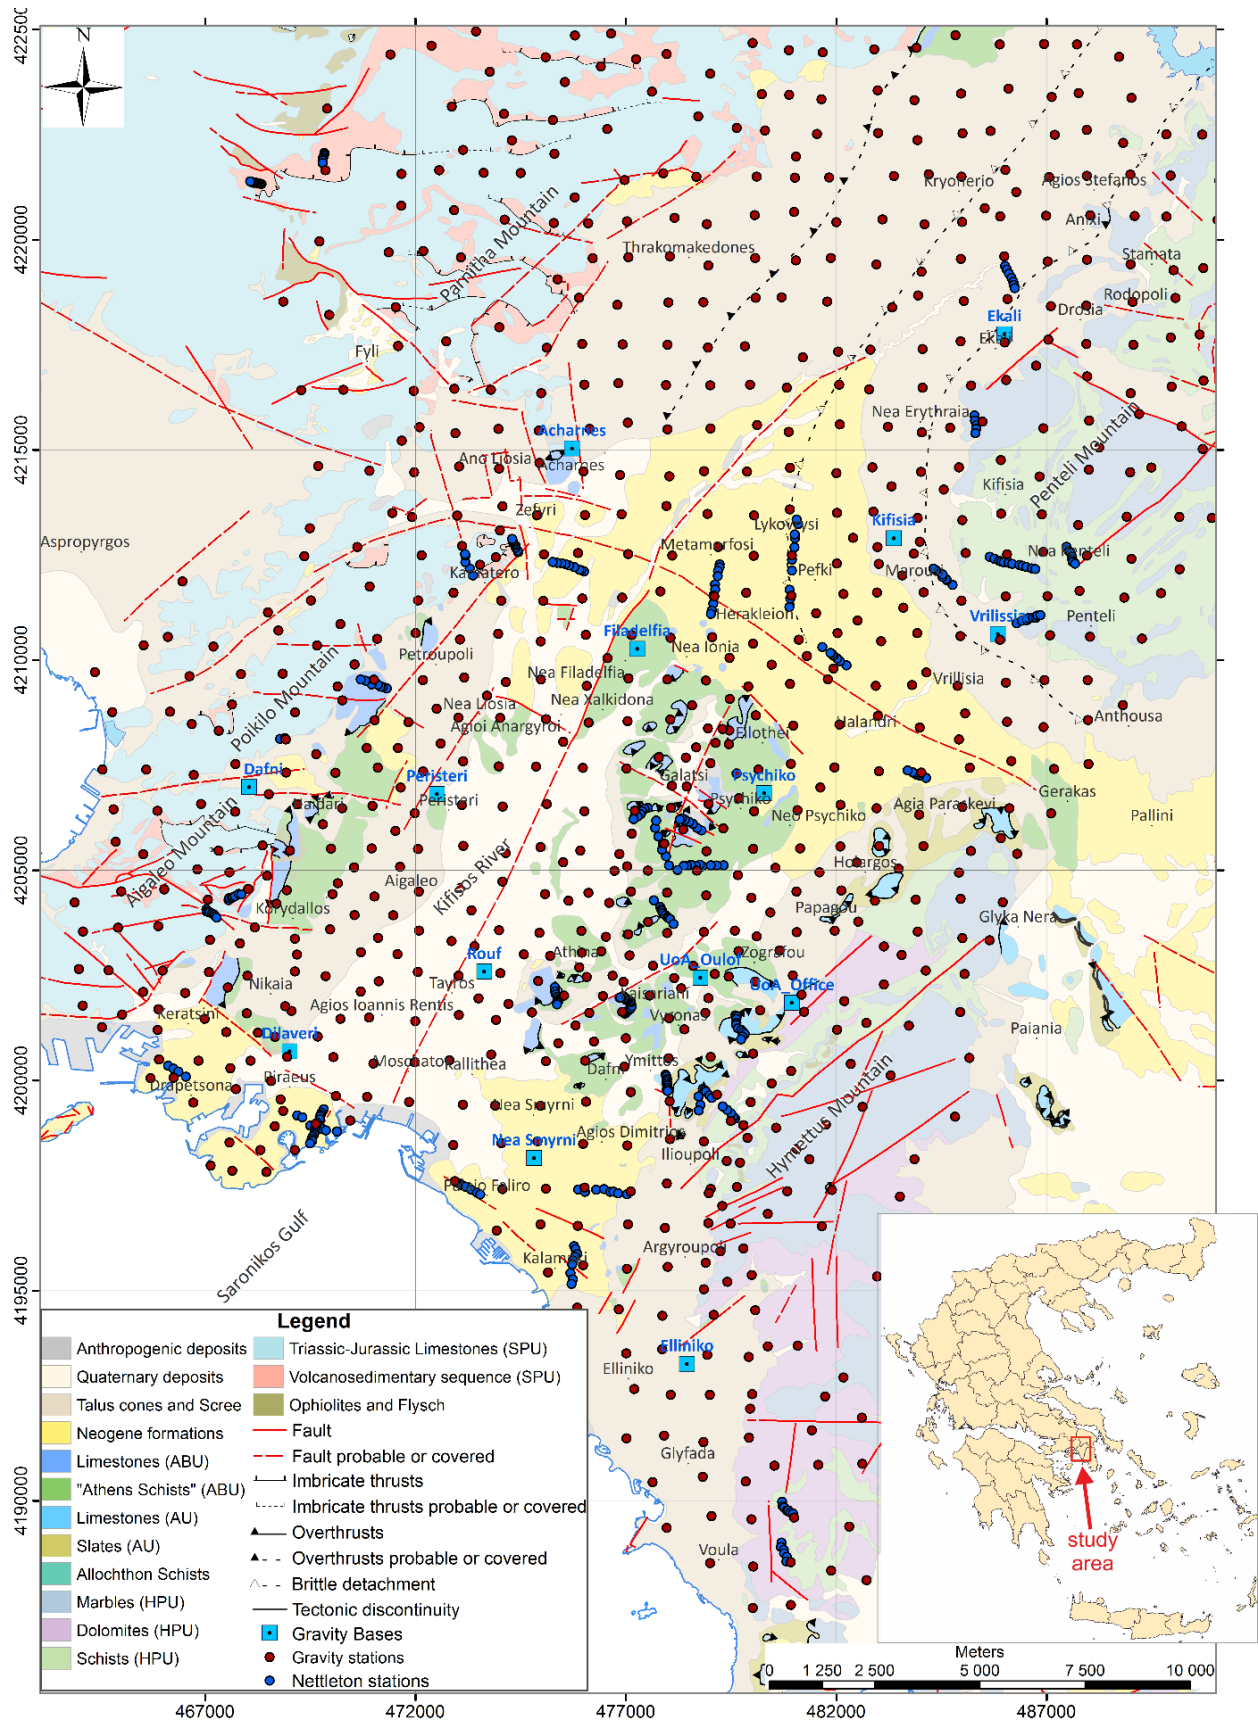 N
4225000
4220000
4215000
4210000
4205000
4200000
4195000
4190000
Kryonerio
Agios Stefanos
Anixi
Stamata
Thrakomakedones
Parnitha Mountain
Rodopoli
Drosia
Ekali
Fyli
Nea Erythraia
Acharnes
Ano Liosia
Acharnes
Kifisia
Penteli Mountain
Zefyri
Lykovrysi
Kifisia
Aspropyrgos
Metamorfosi
Nea Penteli
Kamatero
Pefki
Marousi
Herakleion
Vrilissia
Penteli
Filadelfia
Petroupoli
Nea Ionia
Nea Filadelfia
Vrillisia
Poikilo Mountain
Nea Liosia
Nea Xalkidona
Agioi Anargyroi
Halandri
Anthousa
Filothei
Dafni
Peristeri
Galatsi
Psychiko
Peristeri
Psychiko
Haidari
Neo Psychiko
Agia Paraskevi
Gerakas
Pallini
Aigaleo Mountain
Kifisos River
Holargos
Aigaleo
Korydallos
Papagou
Glyka Nera
Rouf
Athina
UoA_Oulof
Zografou
Nikaia
Tavros
Kaisariani
UoA_Office
Keratsini
Agios Ioannis Rentis
Vyronas
Paiania
Dilaveri
Moschato
Kallithea
Ymittos
Dafni
Drapetsona
Piraeus
Nea Smyrni
Agios Dimitrios
Hymettus Mountain
Nea Smyrni
Ilioupoli
Palaio Faliro
Saronikos Gulf
Kalamaki
Argyroupoli
Elliniko
Elliniko
Glyfada
Voula
Legend
Anthropogenic deposits
Quaternary deposits
Talus cones and Scree
Neogene formations
Limestones (ABU)
"Athens Schists" (ABU)
Limestones (AU)
Slates (AU)
Allochthon Schists
Marbles (HPU)
Dolomites (HPU)
Schists (HPU)
Triassic-Jurassic Limestones (SPU)
Volcanosedimentary sequence (SPU)
Ophiolites and Flysch
Fault
Fault probable or covered
Imbricate thrusts
Imbricate thrusts probable or covered
Overthrusts
Overthrusts probable or covered
Brittle detachment
Tectonic discontinuity
Gravity Bases
Gravity stations
Nettleton stations
study
area
Meters
0 1 250 2 500 5 000 7 500 10 000
467000 472000 477000 482000 487000